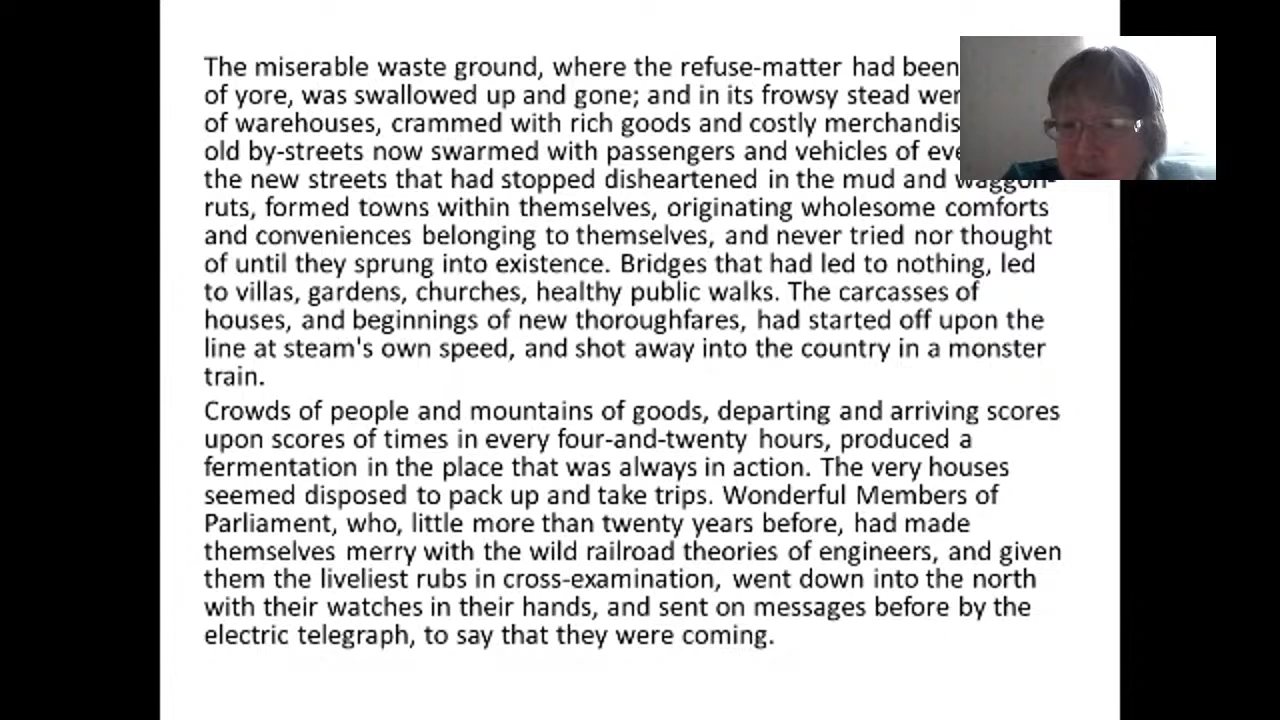 The miserable waste ground, where the refuse-matter had been
of yore, was swallowed up and gone; and in its frowsy stead
of warehouses, crammed with rich goods and costly
old by-streets now swarmed with passengers and vehicles of
the new streets that had stopped disheartened in the mud and waggon-
ruts, formed towns within themselves, originating wholesome comforts
and conveniences belonging to themselves, and never tried nor thought
of until they sprung into existence. Bridges that had led to nothing, led
to villas, gardens, churches, healthy public walks. The carcasses of
houses, and beginnings of new thoroughfares, had started off upon the
line at steam's own speed, and shot away into the country in a monster
train.
Crowds of people and mountains of goods, departing and arriving scores
upon scores of times in every four-and-twenty hours, produced a
fermentation in the place that was always in action. The very houses
seemed disposed to pack up and take trips. Wonderful Members of
Parliament, who, little more than twenty years before, had made
themselves merry with the wild railroad theories of engineers, and given
them the liveliest rubs in cross-examination, went down into the north
with their watches in their hands, and sent on messages before by the
electric telegraph, to say that they were coming.